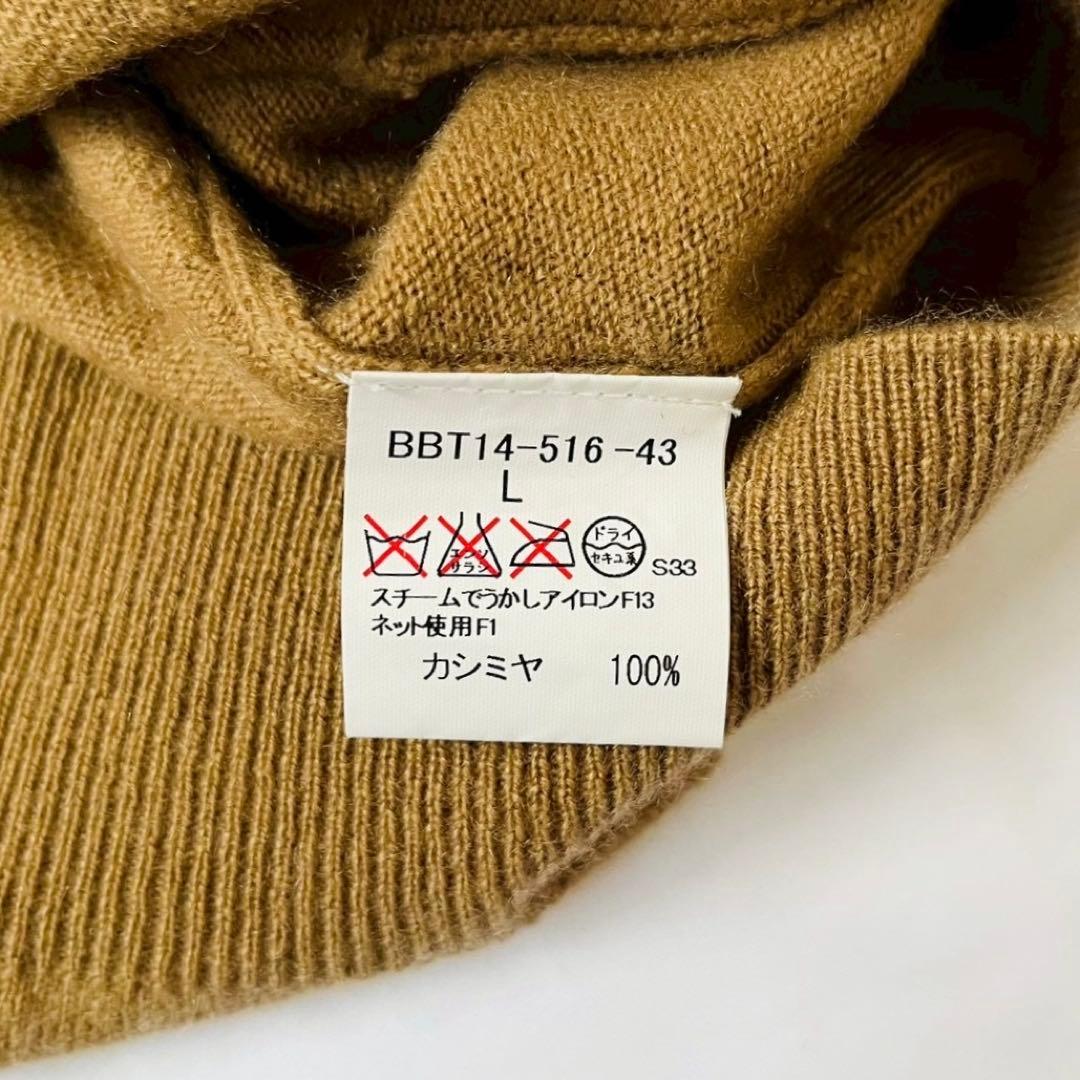 BBT14-516-43
L
エンソ
サラシ
ドライ
セキユ系
S33
スチームでうかしアイロンF13
ネット使用F1
カシミヤ 100%